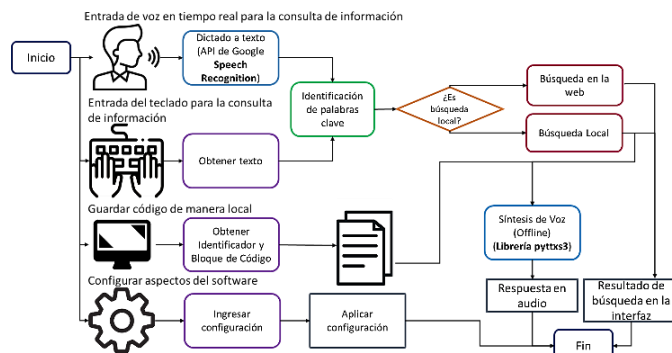 Entrada de voz en tiempo real para la consulta de información
Inicio
Dictado a texto
(API de Google
Speech
Recognition)
Entrada del teclado para la consulta
de información
Obtener texto
Identificación
de palabras
clave
¿Es
búsqueda
local?
Búsqueda en la
web
Búsqueda Local
Guardar código de manera local
Obtener
Identificador y
Bloque de Código
Síntesis de Voz
(Offline)
(Librería pyttxs3)
Configurar aspectos del software
Ingresar
configuración
Aplicar
configuración
Respuesta en
audio
Resultado de
búsqueda en la
interfaz
Fin